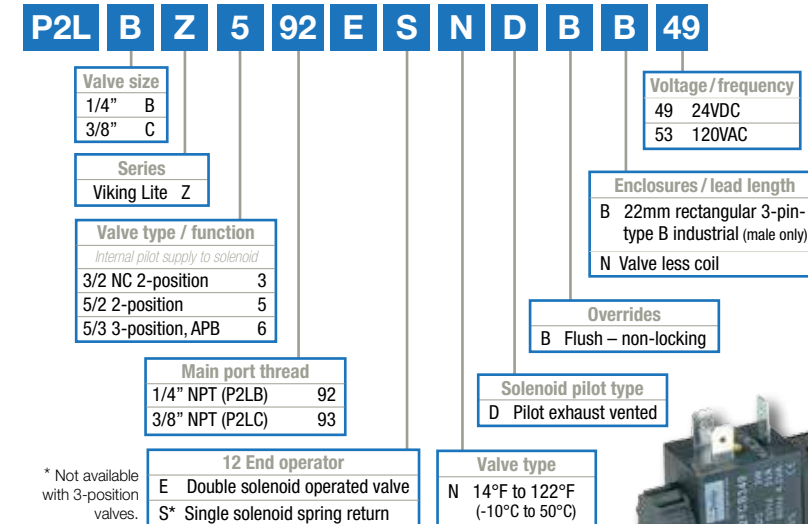 P2L B Z 5 92 E S N D B B 49
Valve size
1/4” B
3/8” C
Series
Viking Lite Z
Valve type / function
Internal pilot supply to solenoid
3/2 NC 2-position 3
5/2 2-position 5
5/3 3-position, APB 6
Main port thread
1/4” NPT (P2LB) 92
3/8” NPT (P2LC) 93
* Not available
with 3-position
valves.
12 End operator
E Double solenoid operated valve
S* Single solenoid spring return
Valve type
N 14°F to 122°F
(-10°C to 50°C)
Solenoid pilot type
D Pilot exhaust vented
Overrides
B Flush – non-locking
Enclosures / lead length
B 22mm rectangular 3-pin-
type B industrial (male only)
N Valve less coil
Voltage / frequency
49 24VDC
53 120VAC